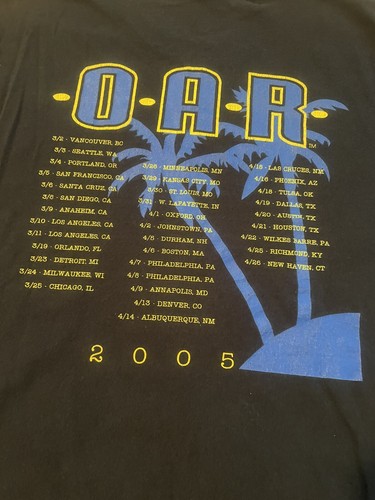 ·O·A·R·
TM
3/2 · VANCOUVER, BC
3/3 · SEATTLE, WA
3/4 · PORTLAND, OR
3/5 · SAN FRANCISCO, CA
3/6 · SANTA CRUZ, CA
3/8 · SAN DIEGO, CA
3/9 · ANAHEIM, CA
3/10 · LOS ANGELES, CA
3/11 · LOS ANGELES, CA
3/19 · ORLANDO, FL
3/23 · DETROIT, MI
3/24 · MILWAUKEE, WI
3/25 · CHICAGO, IL
3/26 · MINNEAPOLIS, MN
3/29 · KANSAS CITY, MO
3/30 · ST. LOUIS, MO
3/31 · W. LAFAYETTE, IN
4/1 · OXFORD, OH
4/2 · JOHNSTOWN, PA
4/5 · DURHAM, NH
4/6 · BOSTON, MA
4/7 · PHILADELPHIA, PA
4/8 · PHILADELPHIA, PA
4/9 · ANNAPOLIS, MD
4/13 · DENVER, CO
4/14 · ALBUQUERQUE, NM
4/15 · LAS CRUCES, NM
4/16 · PHOENIX, AZ
4/18 · TULSA, OK
4/19 · DALLAS, TX
4/20 · AUSTIN, TX
4/21 · HOUSTON, TX
4/22 · WILKES BARRE, PA
4/25 · RICHMOND, KY
4/26 · NEW HAVEN, CT
2005